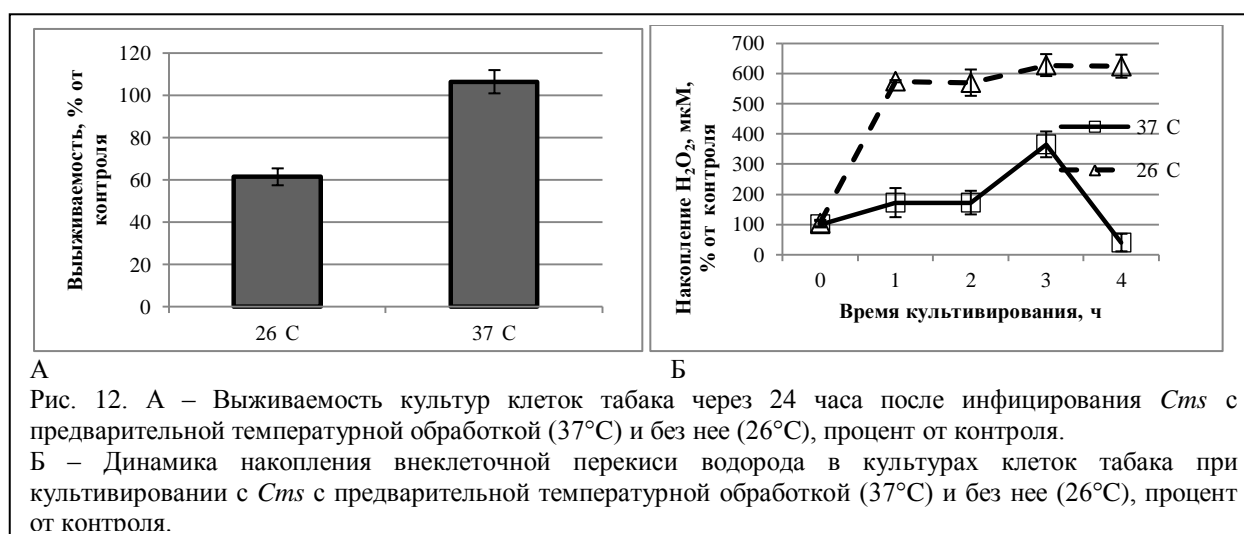 Выыживаемость, % от
контроля
120
100
80
60
40
20
0
26 С
37 С
Накопление H₂O₂, мкМ,
% от контроля
700
600
500
400
300
200
100
0
0
1
2
3
4
37 С
26 С
Время культивирования, ч
А
Б
Б
Рис. 12. А – Выживаемость культур клеток табака через 24 часа после инфицирования Cms с
предварительной температурной обработкой (37°С) и без нее (26°С), процент от контроля.
Б – Динамика накопления внеклеточной перекиси водорода в культурах клеток табака при
культивировании с Cms с предварительной температурной обработкой (37°С) и без нее (26°С), процент
от контроля.